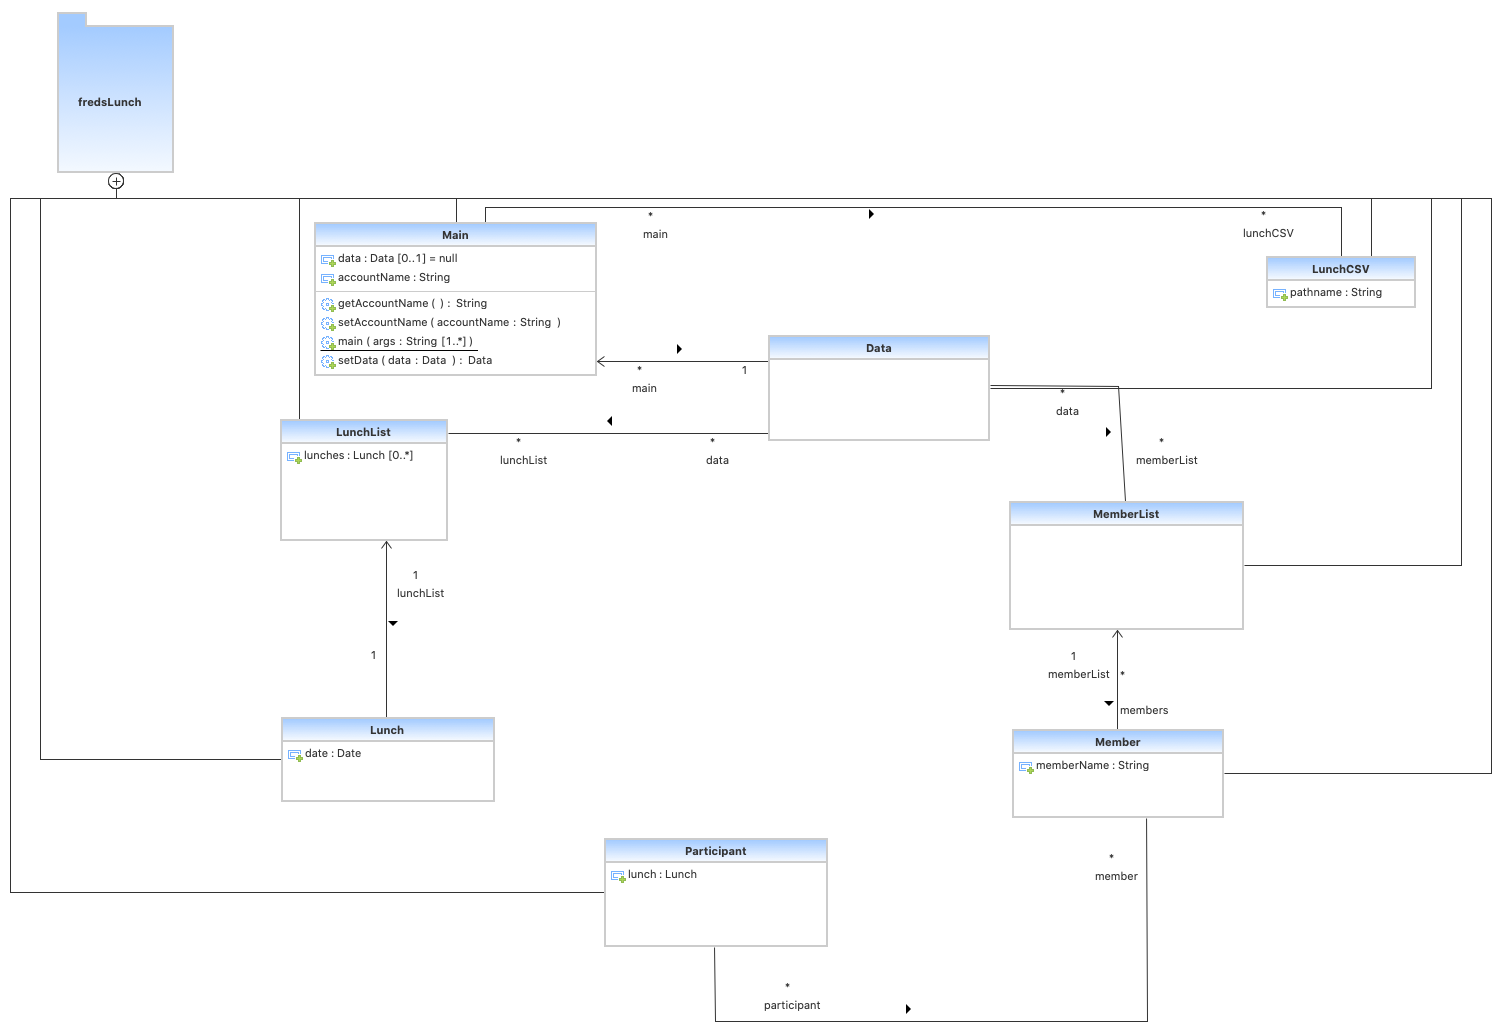 fredsLunch
*
main
*
lunchCSV
Main
data : Data [0..1] = null
accountName : String
getAccountName ( ) : String
setAccountName ( accountName : String )
main ( args : String [1..*] )
setData ( data : Data ) : Data
LunchCSV
pathname : String
Data
*
main
1
*
data
LunchList
lunches : Lunch [0..*]
*
lunchList
*
data
*
memberList
MemberList
1
lunchList
1
1
memberList
*
members
Lunch
date : Date
Member
memberName : String
Participant
lunch : Lunch
*
member
*
participant